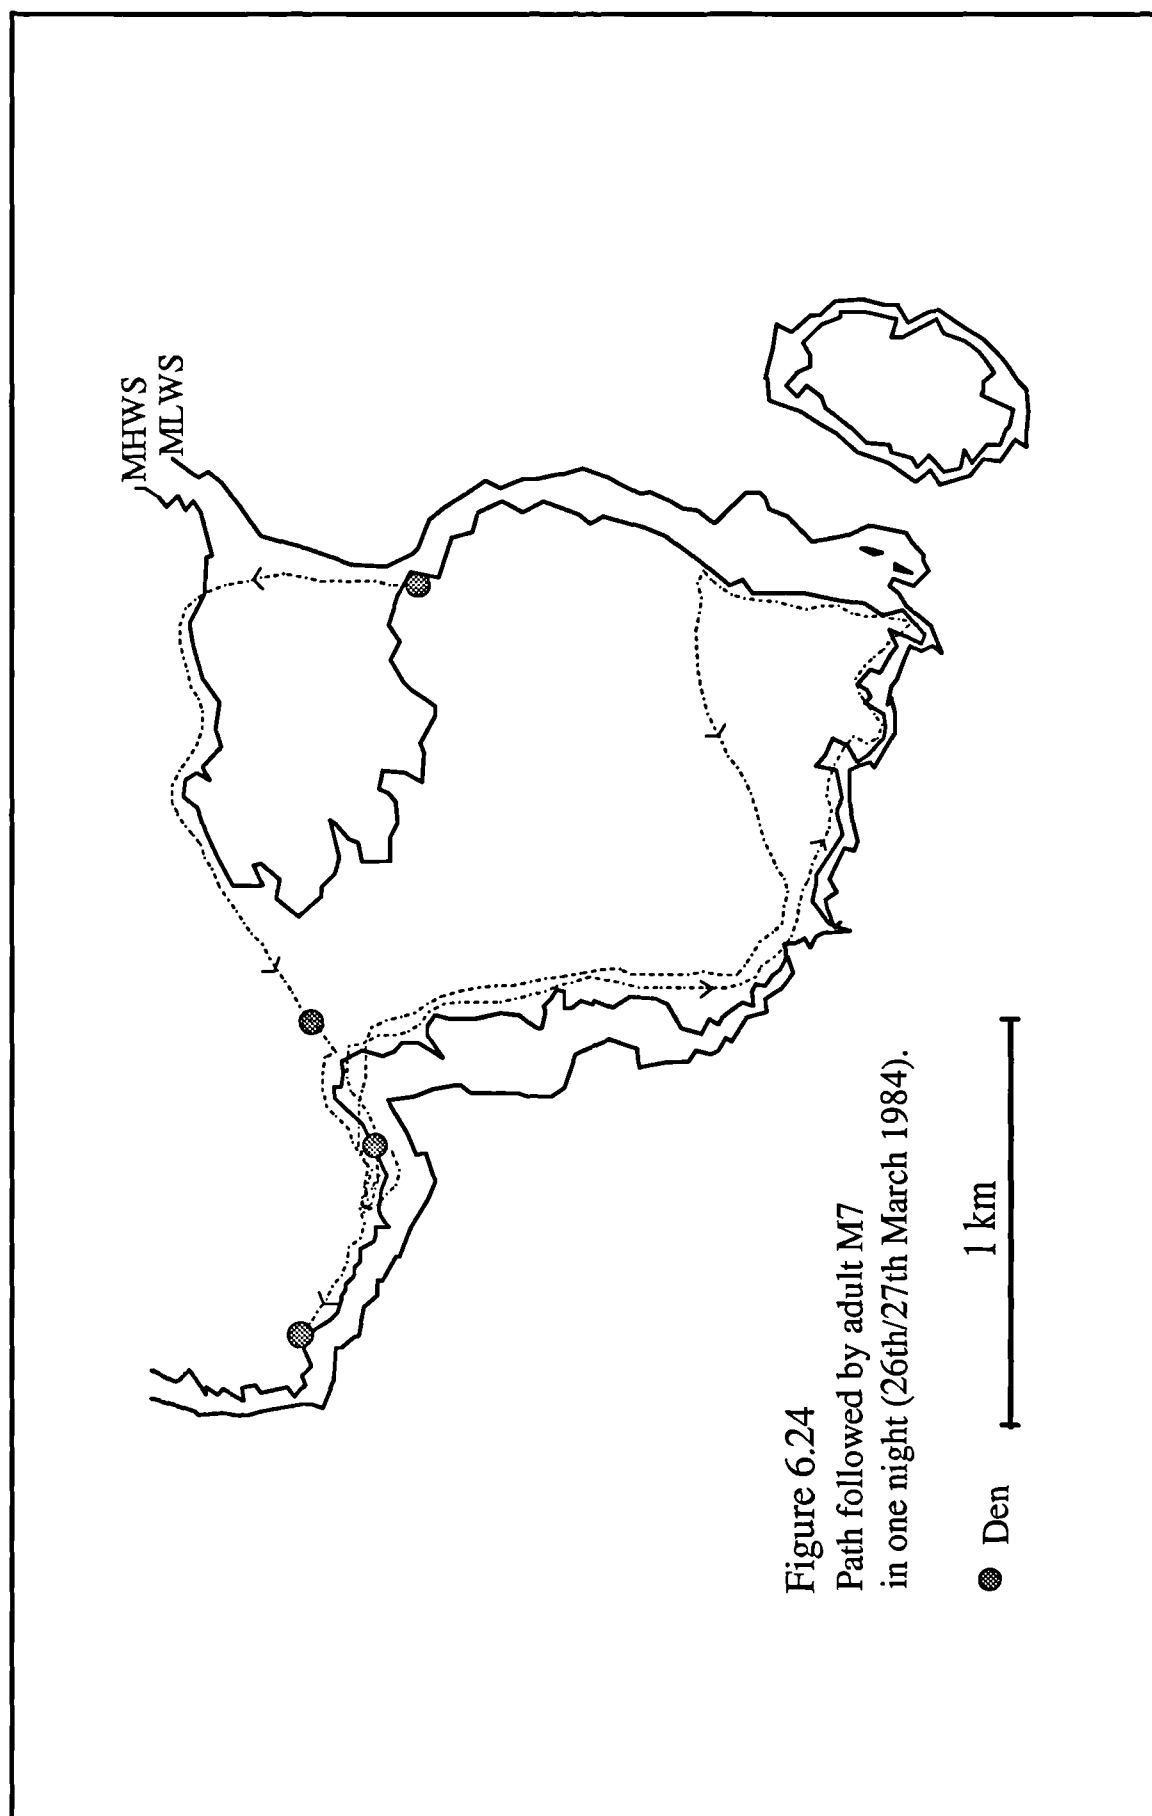 MHWS
MLWS
Figure 6.24
Path followed by adult M7
in one night (26th/27th March 1984).
Den
1 km